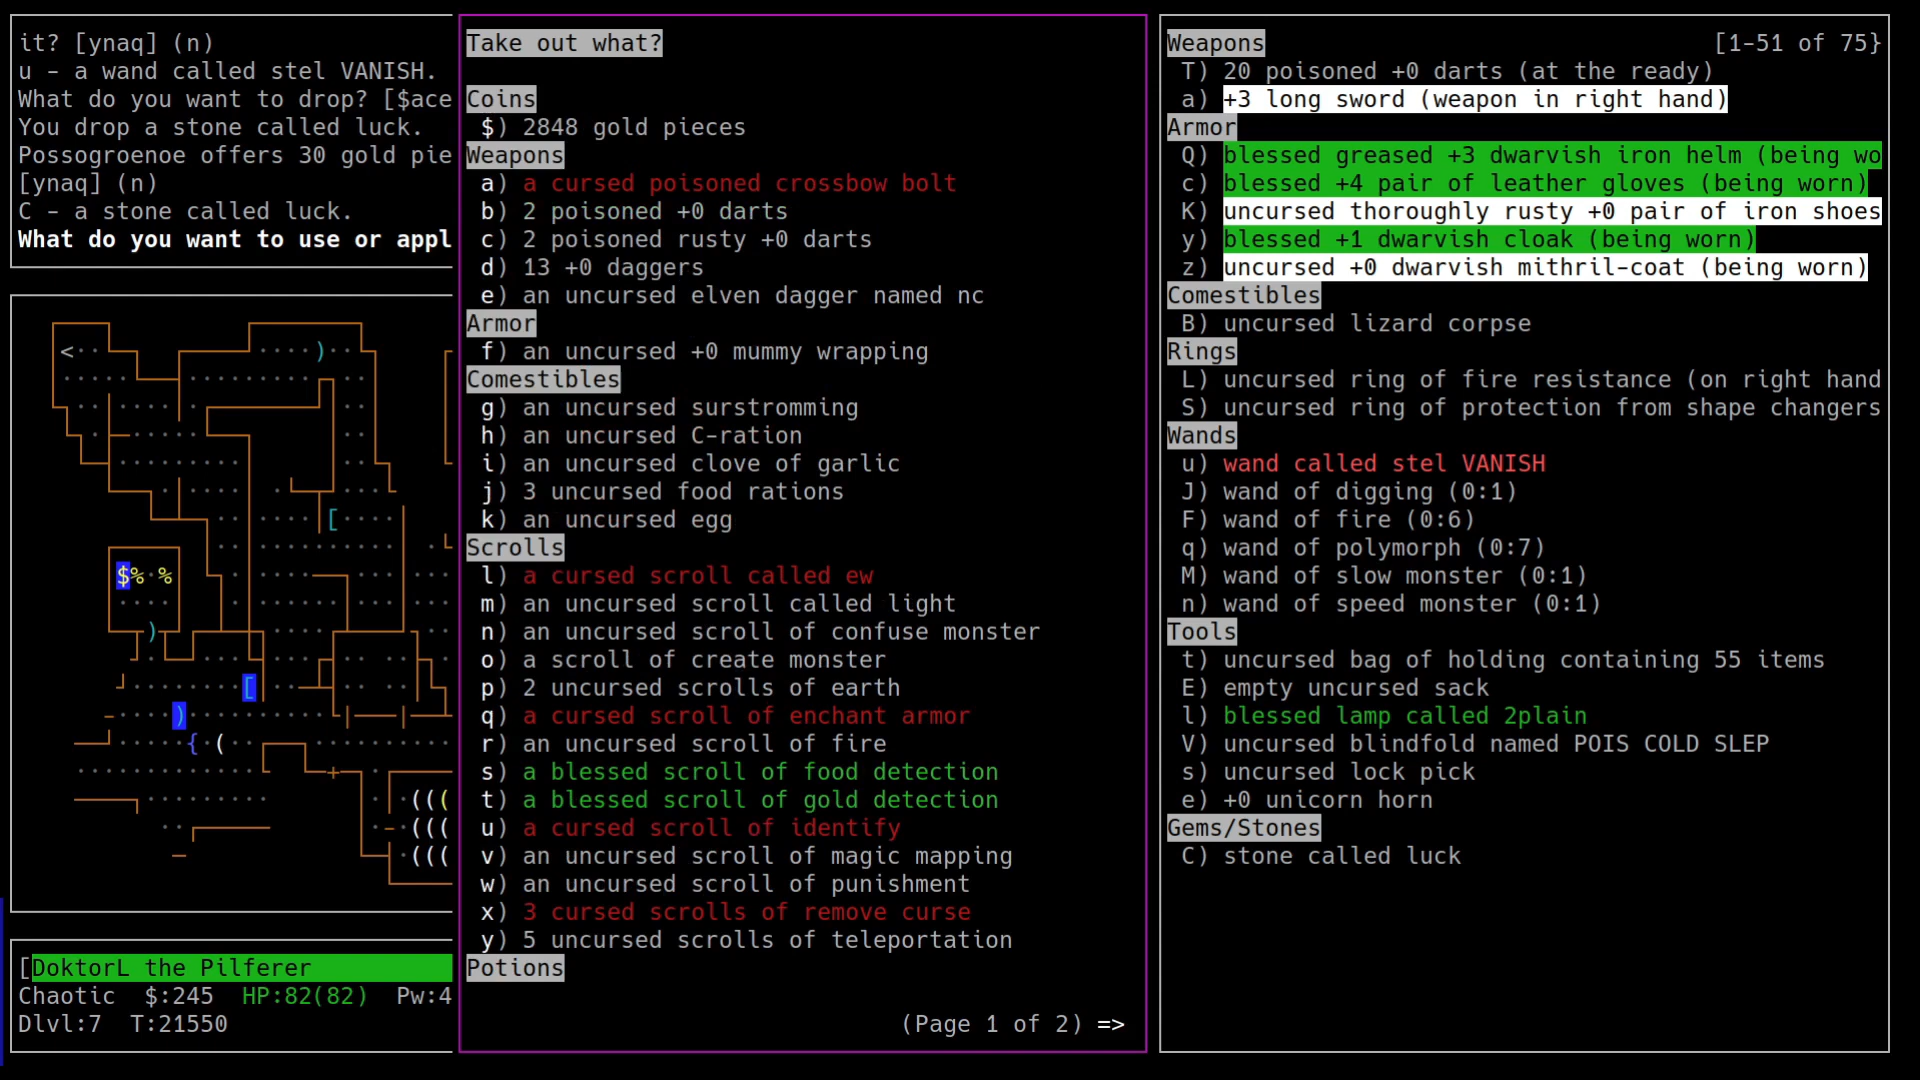 it? [ynaq] (n)
u - a wand called stel VANISH.
What do you want to drop? [$ace
You drop a stone called luck.
Possogroenoe offers 30 gold pie
[ynaq] (n)
C - a stone called luck.
What do you want to use or appl
[DoktorL the Pilferer
Chaotic  $:245  HP:82(82)  Pw:4
Dlvl:7  T:21550
Take out what?
Coins
$) 2848 gold pieces
Weapons
a) a cursed poisoned crossbow bolt
b) 2 poisoned +0 darts
c) 2 poisoned rusty +0 darts
d) 13 +0 daggers
e) an uncursed elven dagger named nc
Armor
f) an uncursed +0 mummy wrapping
Comestibles
g) an uncursed surstromming
h) an uncursed C-ration
i) an uncursed clove of garlic
j) 3 uncursed food rations
k) an uncursed egg
Scrolls
l) a cursed scroll called ew
m) an uncursed scroll called light
n) an uncursed scroll of confuse monster
o) a scroll of create monster
p) 2 uncursed scrolls of earth
q) a cursed scroll of enchant armor
r) an uncursed scroll of fire
s) a blessed scroll of food detection
t) a blessed scroll of gold detection
u) a cursed scroll of identify
v) an uncursed scroll of magic mapping
w) an uncursed scroll of punishment
x) 3 cursed scrolls of remove curse
y) 5 uncursed scrolls of teleportation
Potions
(Page 1 of 2) =>
Weapons [1-51 of 75}
T) 20 poisoned +0 darts (at the ready)
a) +3 long sword (weapon in right hand)
Armor
Q) blessed greased +3 dwarvish iron helm (being wo
c) blessed +4 pair of leather gloves (being worn)
K) uncursed thoroughly rusty +0 pair of iron shoes
y) blessed +1 dwarvish cloak (being worn)
z) uncursed +0 dwarvish mithril-coat (being worn)
Comestibles
B) uncursed lizard corpse
Rings
L) uncursed ring of fire resistance (on right hand
S) uncursed ring of protection from shape changers
Wands
u) wand called stel VANISH
J) wand of digging (0:1)
F) wand of fire (0:6)
q) wand of polymorph (0:7)
M) wand of slow monster (0:1)
n) wand of speed monster (0:1)
Tools
t) uncursed bag of holding containing 55 items
E) empty uncursed sack
l) blessed lamp called 2plain
V) uncursed blindfold named POIS COLD SLEP
s) uncursed lock pick
e) +0 unicorn horn
Gems/Stones
C) stone called luck